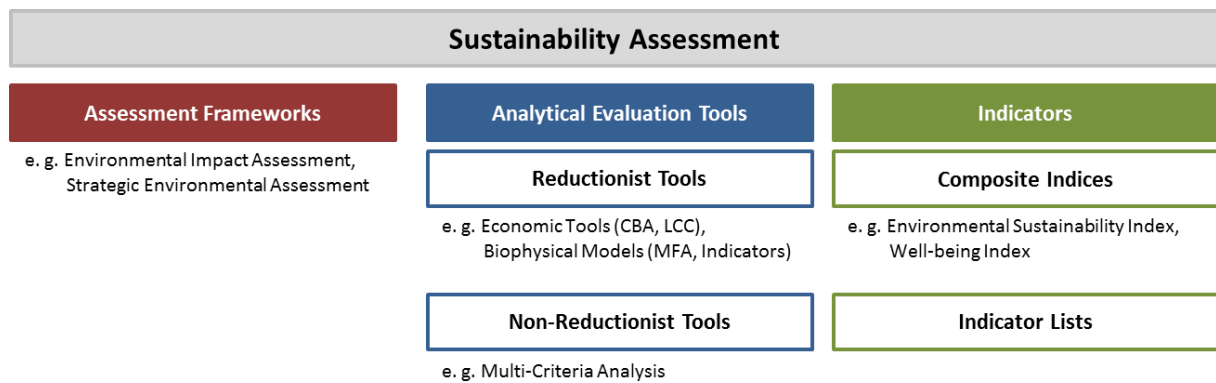 Sustainability Assessment
Assessment Frameworks
e. g. Environmental Impact Assessment,
Strategic Environmental Assessment
Analytical Evaluation Tools
Reductionist Tools
e. g. Economic Tools (CBA, LCC),
Biophysical Models (MFA, Indicators)
Non-Reductionist Tools
e. g. Multi-Criteria Analysis
Indicators
Composite Indices
e. g. Environmental Sustainability Index,
Well-being Index
Indicator Lists